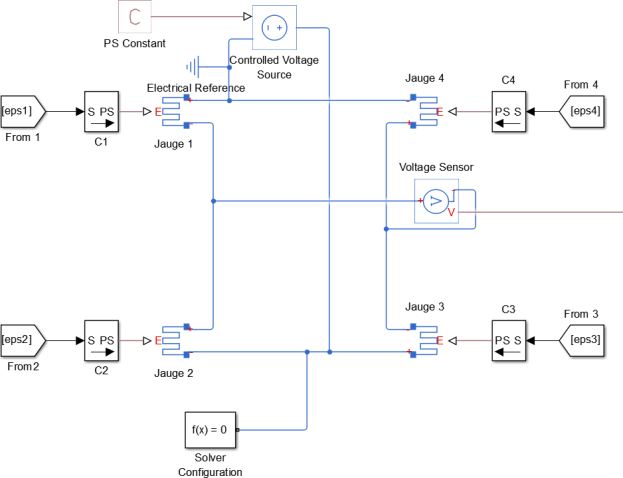 C
PS Constant
Controlled Voltage
Source
Electrical Reference
Jauge 4
C4
From 4
[eps1]
S PS
E
E
PS S
[eps4]
From 1
C1
Jauge 1
Voltage Sensor
+
-
V
V
Jauge 3
C3
From 3
[eps2]
S PS
E
E
PS S
[eps3]
From2
C2
Jauge 2
f(x) = 0
Solver
Configuration